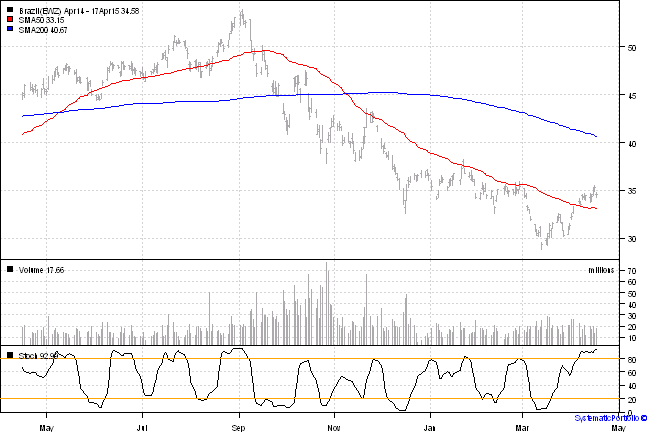 Brazil(EWZ) Apr14 - 17Apr15 34.58
SMA50 33.15
SMA200 40.67
50
45
40
35
30
Volume 17.66
millions
70
60
50
40
30
20
10
Stoch 92.98
80
60
40
20
0
May
Jul
Sep
Nov
Jan
Mar
May
SystematicPortfolio ©